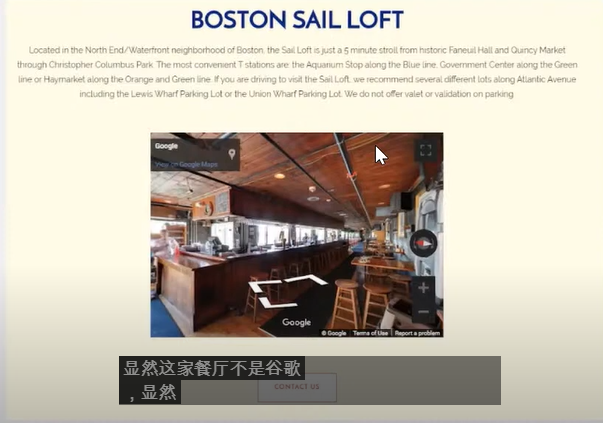 BOSTON SAIL LOFT
Located in the North End/Waterfront neighborhood of Boston, the Sail Loft is just a 5 minute stroll from historic Faneuil Hall and Quincy Market
through Christopher Columbus Park. The most convenient T stations are: the Aquarium Stop along the Blue line, Government Center along the Green
line or Haymarket along the Orange and Green line. If you are driving to visit the Sail Loft, we recommend several different lots along Atlantic Avenue
including the Lewis Wharf Parking Lot or the Union Wharf Parking Lot. We do not offer valet or validation on parking.
Google
View on Google Maps
Google
© Google Terms of Use Report a problem
显然这家餐厅不是谷歌
，显然
CONTACT US